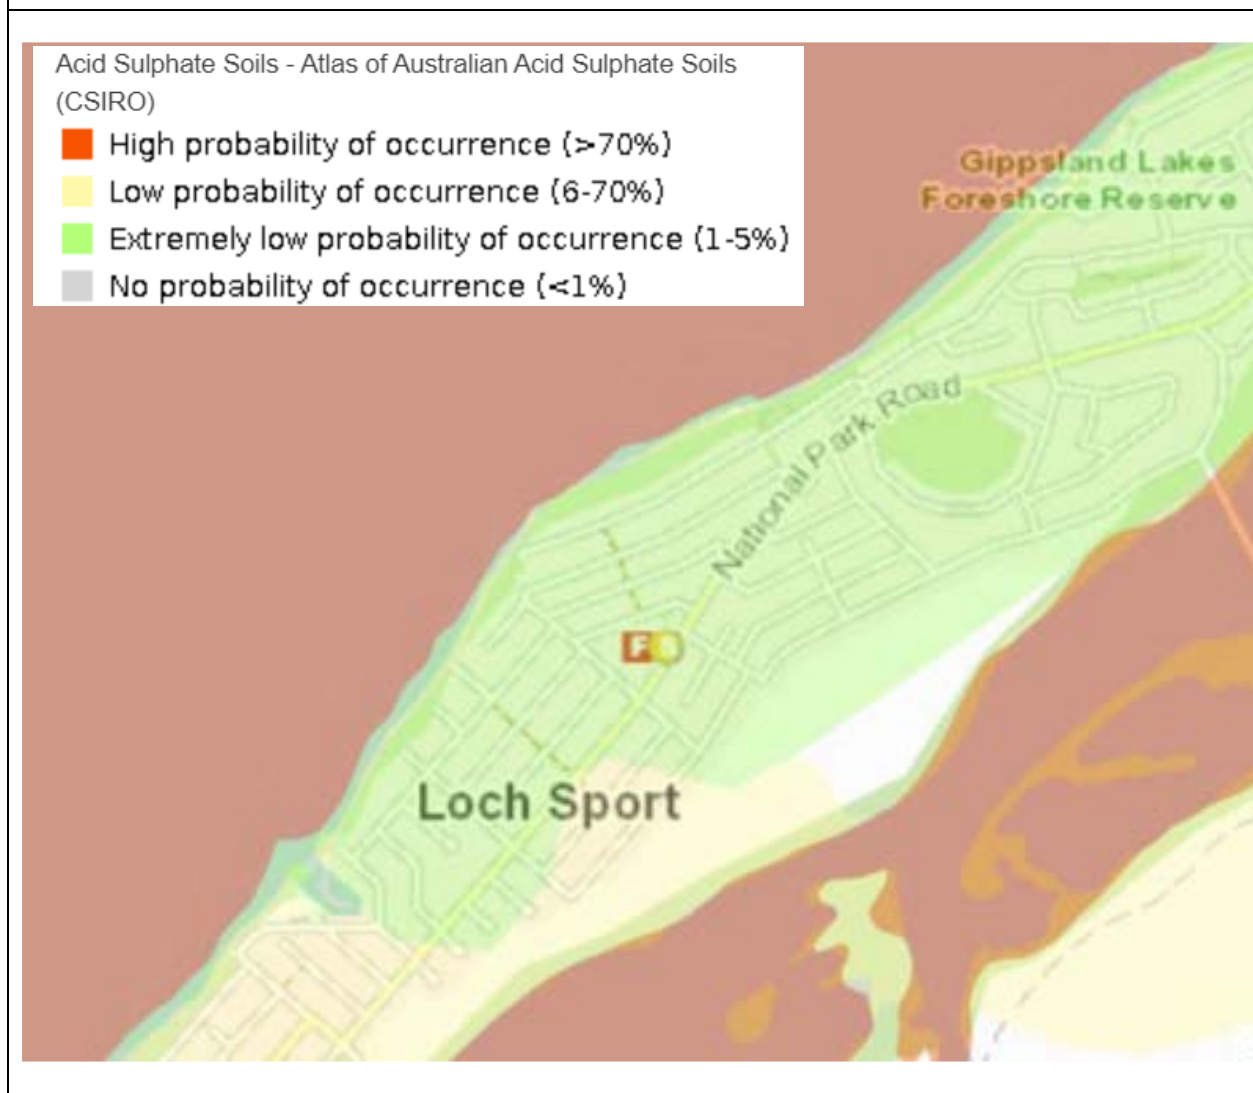 Acid Sulphate Soils - Atlas of Australian Acid Sulphate Soils
(CSIRO)
High probability of occurrence (>70%)
Low probability of occurrence (6-70%)
Extremely low probability of occurrence (1-5%)
No probability of occurrence (<1%)
Gippsland Lakes
Foreshore Reserve
National Park Road
F
Loch Sport